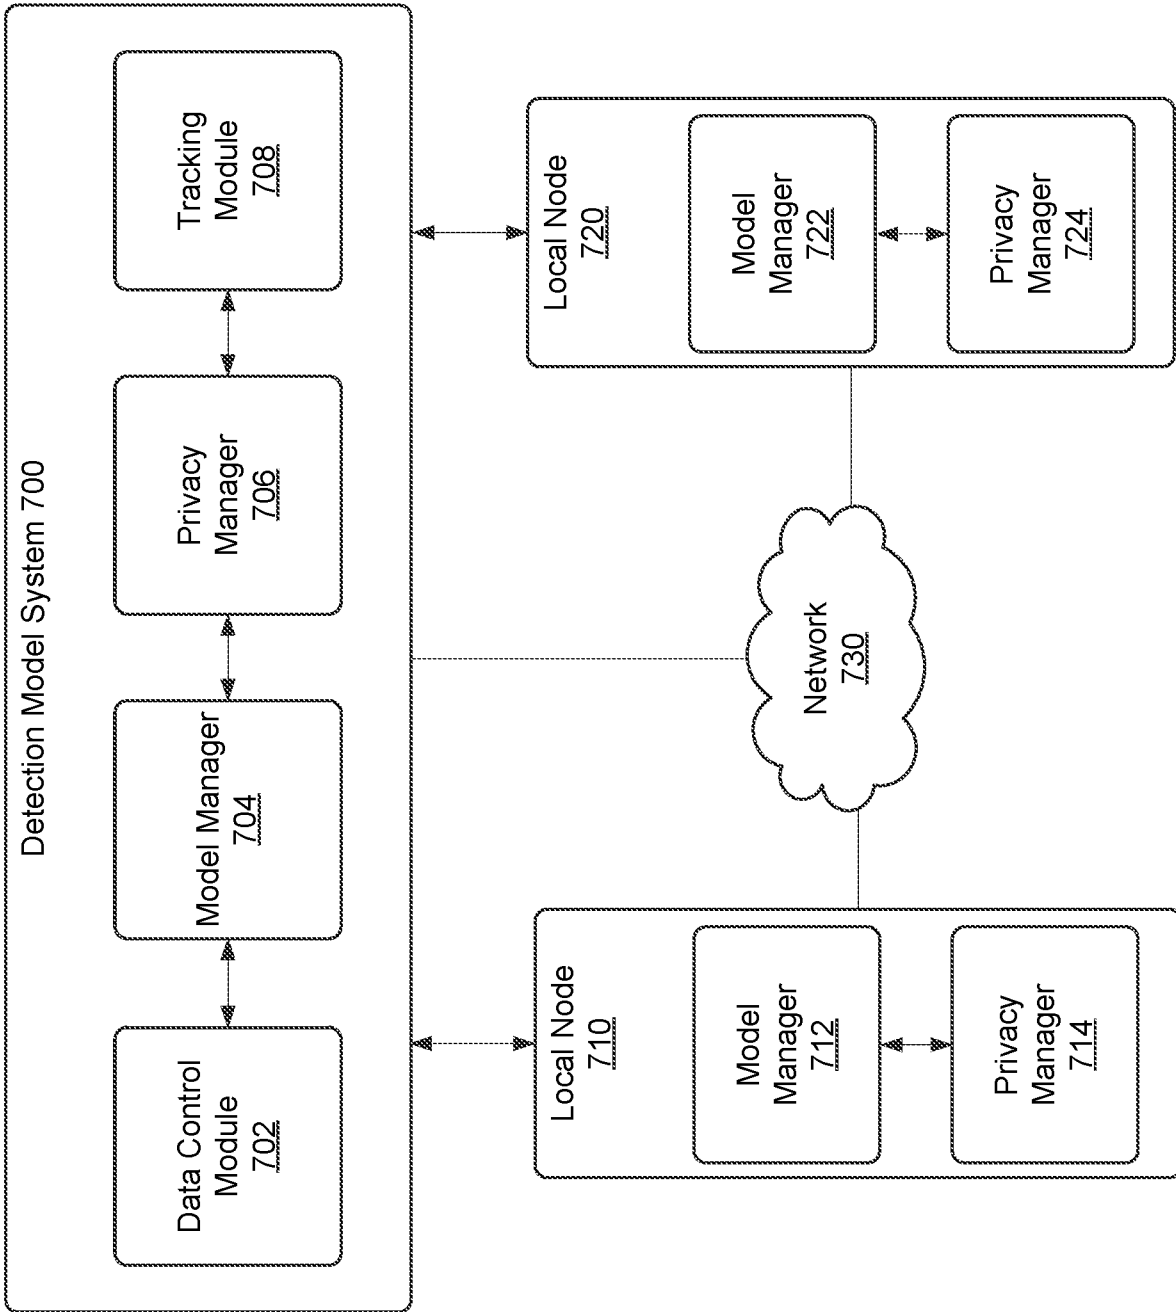 Detection Model System 700
Data Control
Module
702
Model Manager
704
Privacy
Manager
706
Tracking
Module
708
Local Node
710
Model
Manager
712
Privacy
Manager
714
Network
730
Local Node
720
Model
Manager
722
Privacy
Manager
724